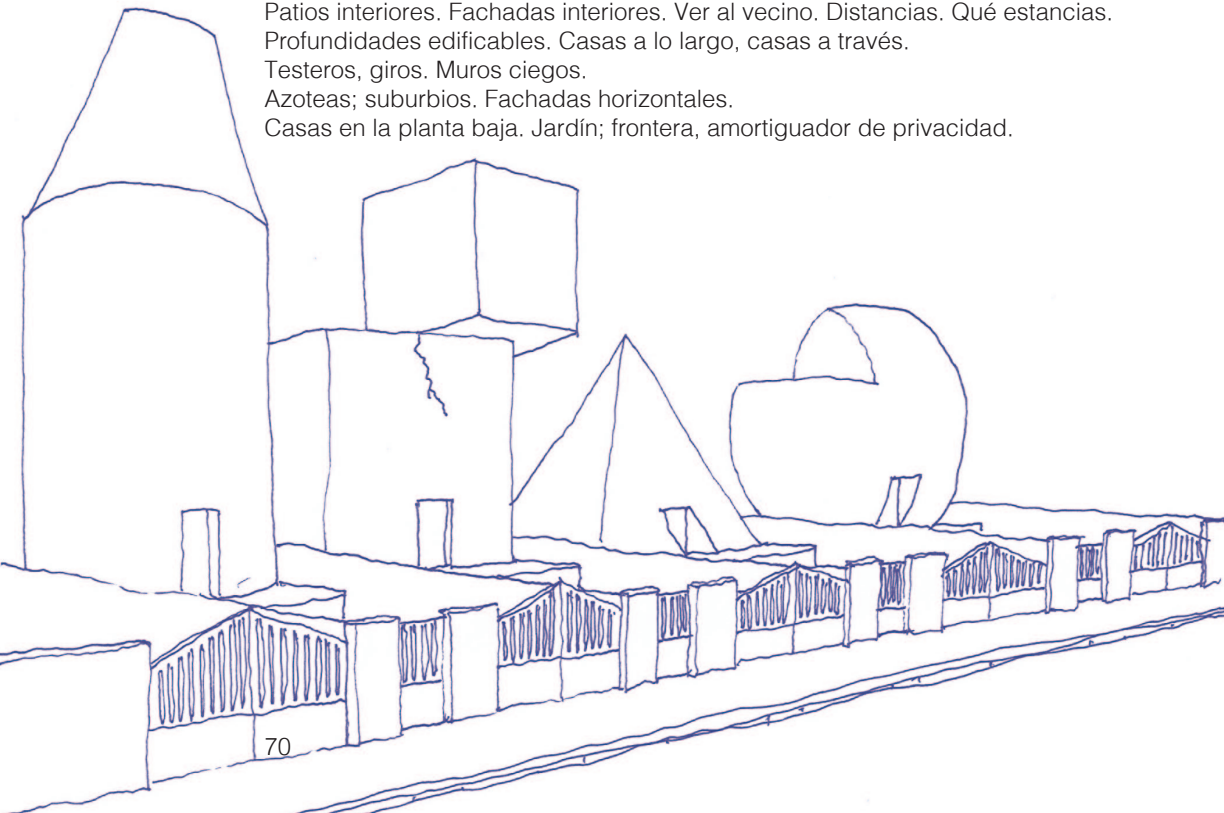 Patios interiores. Fachadas interiores. Ver al vecino. Distancias. Qué estancias.
Profundidades edificables. Casas a lo largo, casas a través.
Testeros, giros. Muros ciegos.
Azoteas; suburbios. Fachadas horizontales.
Casas en la planta baja. Jardín; frontera, amortiguador de privacidad.
70